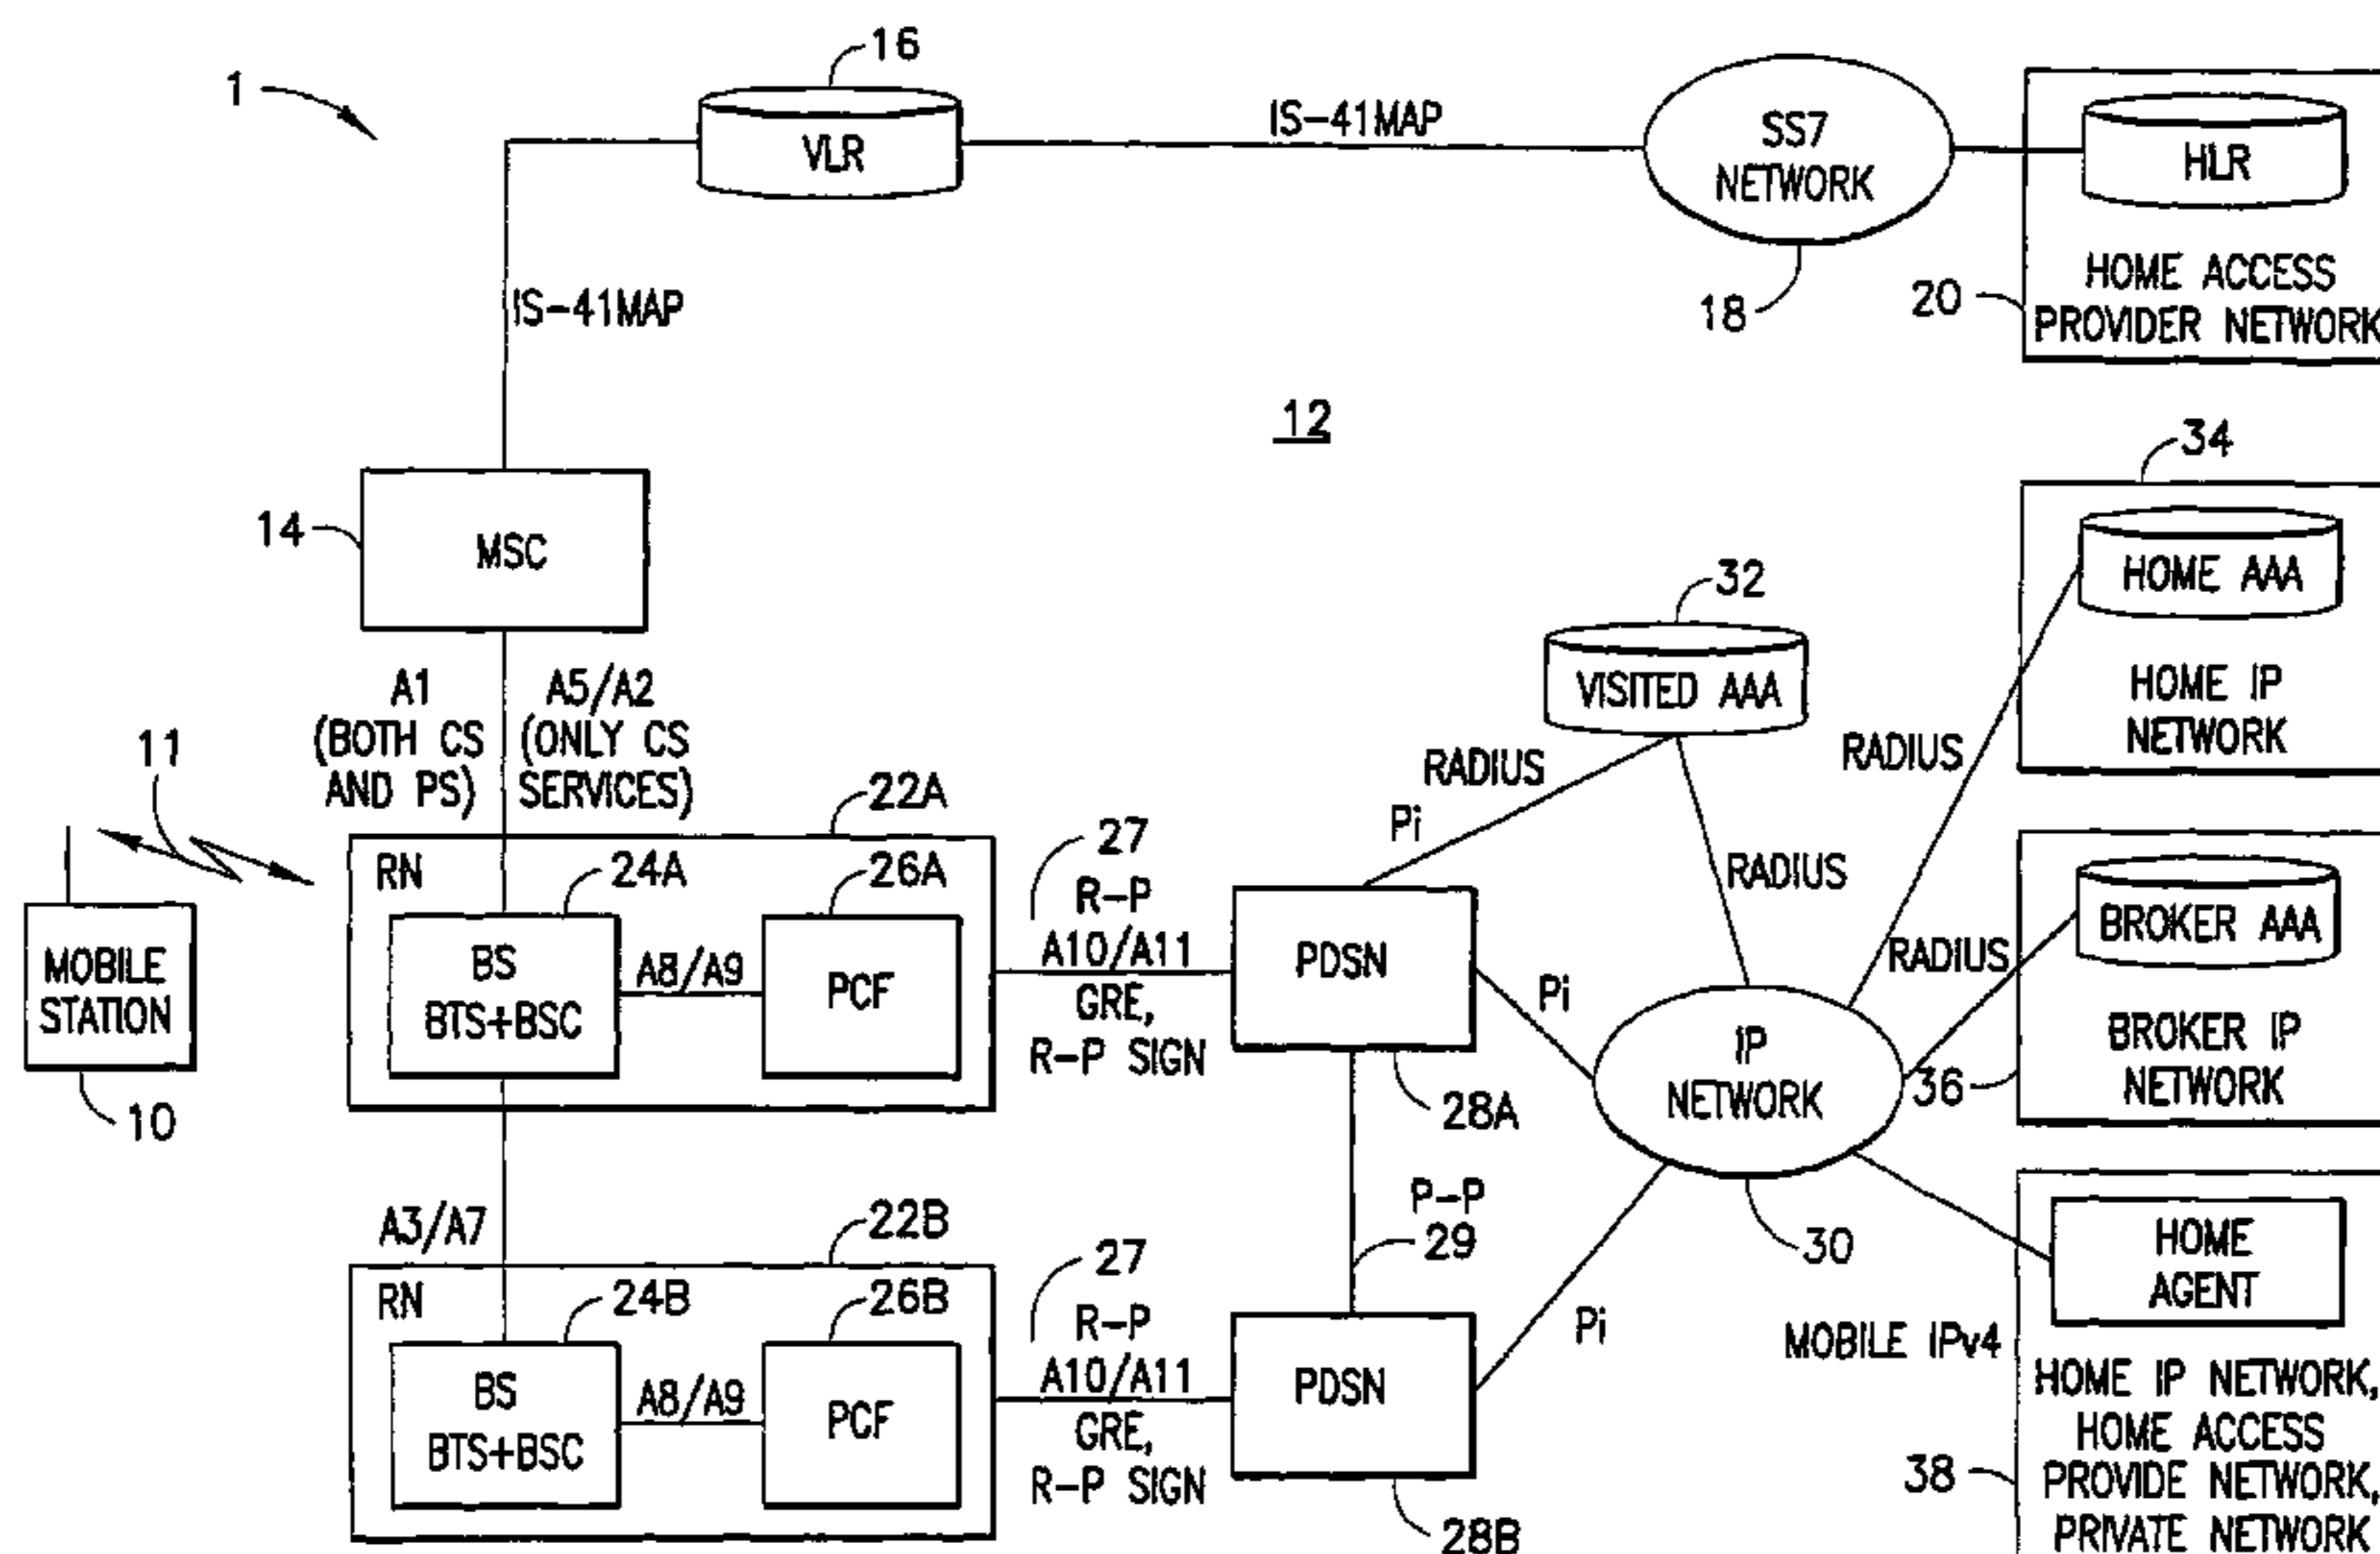 1
16
VLR
IS-41MAP
SS7
NETWORK
18
HLR
HOME ACCESS
PROVIDER NETWORK
20
IS-41MAP
12
14
MSC
34
HOME AAA
HOME IP
NETWORK
32
VISITED AAA
A1
(BOTH CS
AND PS)
A5/A2
(ONLY CS
SERVICES)
11
RADIUS
Pi
RADIUS
RADIUS
22A
RN
24A
26A
BS
BTS+BSC
A8/A9
PCF
27
R-P
A10/A11
GRE,
R-P SIGN
PDSN
28A
Pi
IP
NETWORK
30
RADIUS
BROKER AAA
BROKER IP
NETWORK
36
MOBILE
STATION
10
A3/A7
22B
RN
24B
26B
BS
BTS+BSC
A8/A9
PCF
27
R-P
A10/A11
GRE,
R-P SIGN
P-P
29
PDSN
28B
Pi
MOBILE IPv4
HOME
AGENT
HOME IP NETWORK,
HOME ACCESS
PROVIDE NETWORK,
PRIVATE NETWORK
38